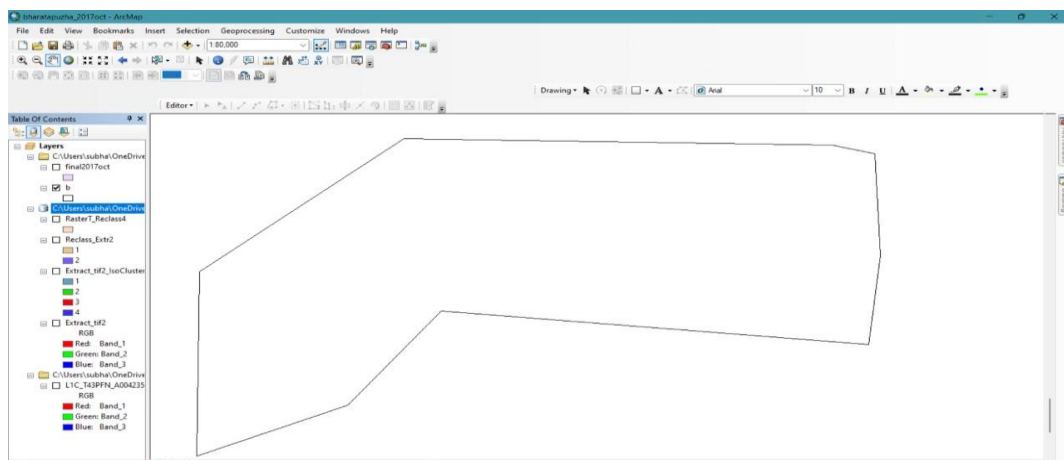 bharatapuzha_2017oct - ArcMap
File Edit View Bookmarks Insert Selection Geoprocessing Customize Windows Help
1:80,000
Drawing Arial 10 B I U A
Editor
Table Of Contents
Layers
C:\Users\subha\OneDrive
final2017oct
b
C:\Users\subha\OneDrive
RasterT_Reclass4
Reclass_Extr2
1
2
Extract_tif2_IsoCluster
1
2
3
4
Extract_tif2
RGB
Red: Band_1
Green: Band_2
Blue: Band_3
C:\Users\subha\OneDrive
L1C_T43PFN_A004235
RGB
Red: Band_1
Green: Band_2
Blue: Band_3